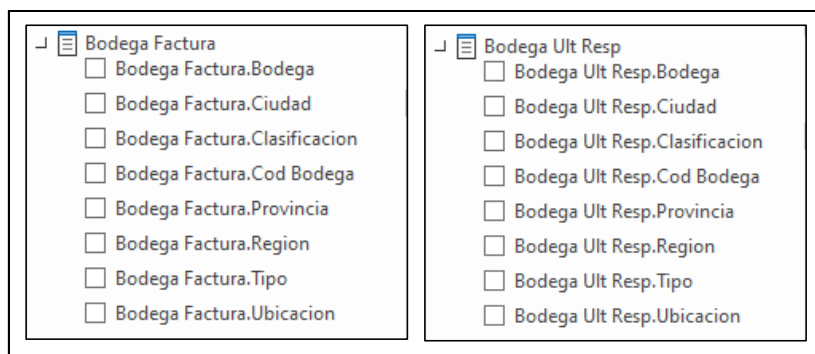 Bodega Factura
Bodega Factura.Bodega
Bodega Factura.Ciudad
Bodega Factura.Clasificacion
Bodega Factura.Cod Bodega
Bodega Factura.Provincia
Bodega Factura.Region
Bodega Factura.Tipo
Bodega Factura.Ubicacion
Bodega Ult Resp
Bodega Ult Resp.Bodega
Bodega Ult Resp.Ciudad
Bodega Ult Resp.Clasificacion
Bodega Ult Resp.Cod Bodega
Bodega Ult Resp.Provincia
Bodega Ult Resp.Region
Bodega Ult Resp.Tipo
Bodega Ult Resp.Ubicacion